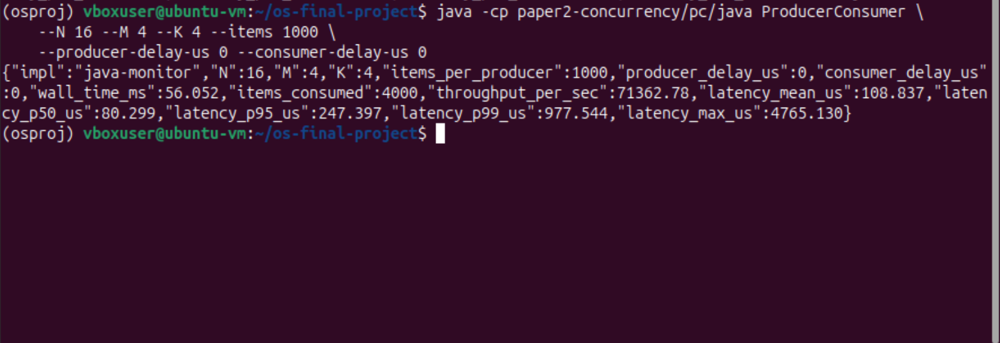 (osproj) vboxuser@ubuntu-vm:~/os-final-project$ java -cp paper2-concurrency/pc/java ProducerConsumer \
    --N 16 --M 4 --K 4 --items 1000 \
    --producer-delay-us 0 --consumer-delay-us 0
{"impl":"java-monitor","N":16,"M":4,"K":4,"items_per_producer":1000,"producer_delay_us":0,"consumer_delay_us"
:0,"wall_time_ms":56.052,"items_consumed":4000,"throughput_per_sec":71362.78,"latency_mean_us":108.837,"laten
cy_p50_us":80.299,"latency_p95_us":247.397,"latency_p99_us":977.544,"latency_max_us":4765.130}
(osproj) vboxuser@ubuntu-vm:~/os-final-project$